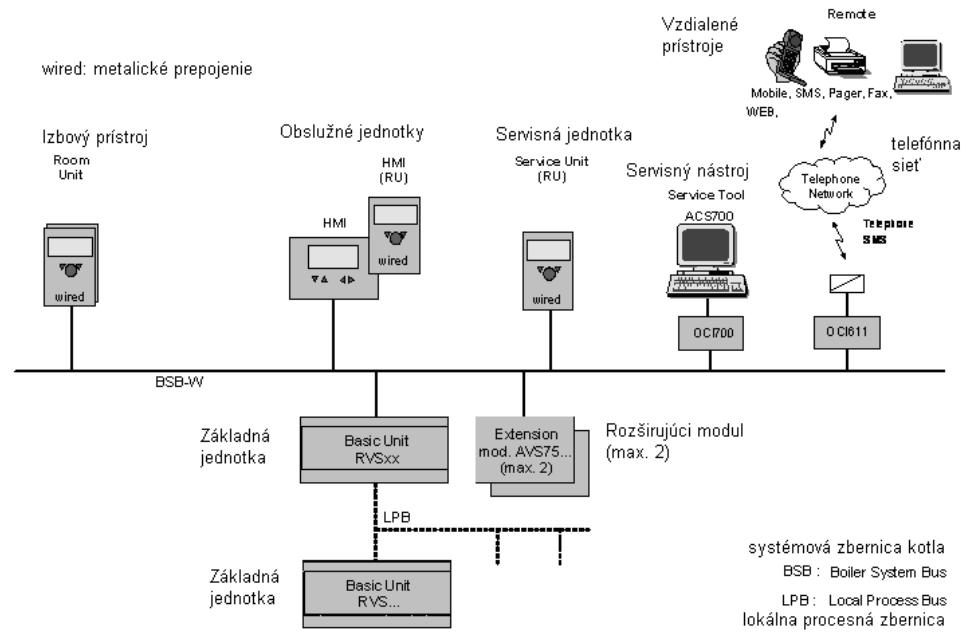 Vzdialené
prístroje
Remote
wired: metalické prepojenie
Mobile, SMS, Pager, Fax,
WEB,
Izbový prístroj
Room
Unit
Obslužné jednotky
HMI
(RU)
HMI
Servisná jednotka
Service Unit
(RU)
Servisný nástroj
Service Tool
ACS700
telefónna
sieť
Telephone
Network
Telephone
SMS
wired
wired
wired
OCI700
OCI611
BSB-W
Základná
jednotka
Basic Unit
RVSxx
Extension
mod. AVS75...
(max. 2)
Rozširujúci modul
(max. 2)
LPB
Základná
jednotka
Basic Unit
RVS...
systémová zbernica kotla
BSB : Boiler System Bus
LPB : Local Process Bus
lokálna procesná zbernica